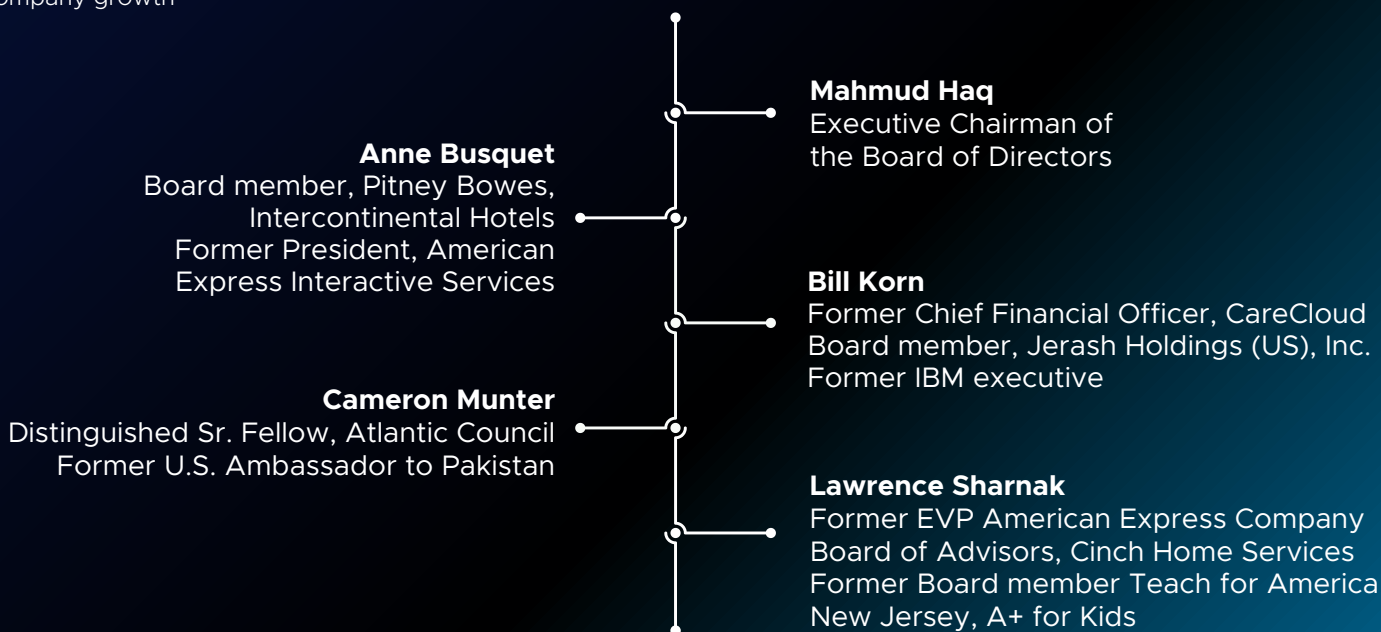 company growth
Mahmud Haq
Executive Chairman of
the Board of Directors
Anne Busquet
Board member, Pitney Bowes,
Intercontinental Hotels
Former President, American
Express Interactive Services
Bill Korn
Former Chief Financial Officer, CareCloud
Board member, Jerash Holdings (US), Inc.
Former IBM executive
Cameron Munter
Distinguished Sr. Fellow, Atlantic Council
Former U.S. Ambassador to Pakistan
Lawrence Sharnak
Former EVP American Express Company
Board of Advisors, Cinch Home Services
Former Board member Teach for America
New Jersey, A+ for Kids